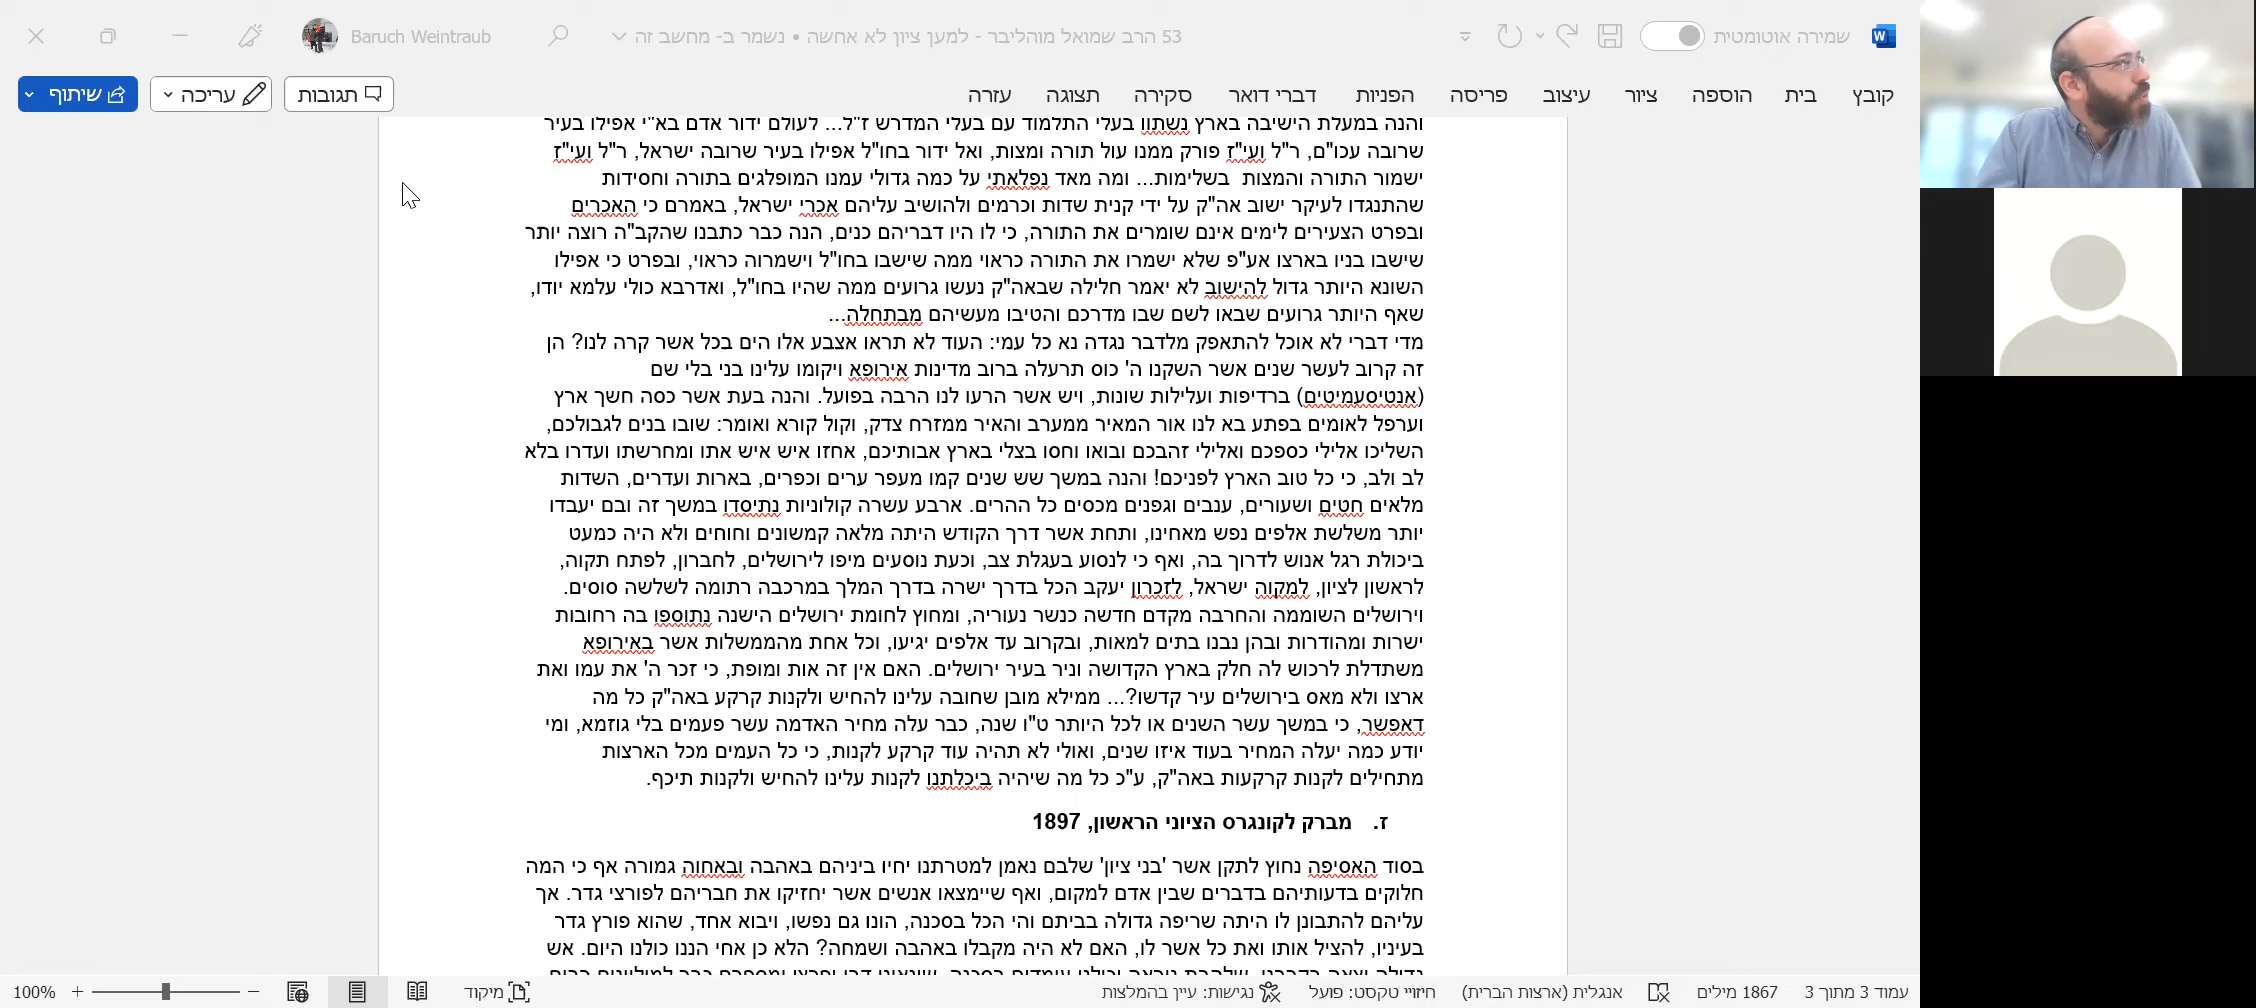 53 הרב שמואל מוהליבר - למען ציון לא אחשה • נשמר ב- מחשב זה
שמירה אוטומטית
Baruch Weintraub
קובץ בית הוספה ציור עיצוב פריסה הפניות דברי דואר סקירה תצוגה עזרה
תגובות עריכה שיתוף
והנה במעלת הישיבה בארץ נשתוו בעלי התלמוד עם בעלי המדרש ז"ל... לעולם ידור אדם בא"י אפילו בעיר
שרובה עכו"ם, ר"ל ועי"ז פורק ממנו עול תורה ומצות, ואל ידור בחו"ל אפילו בעיר שרובה ישראל, ר"ל ועי"ז
ישמור התורה והמצות בשלימות... ומה מאד נפלאתי על כמה גדולי עמנו המופלגים בתורה וחסידות
שהתנגדו לעיקר ישוב אה"ק על ידי קנית שדות וכרמים ולהושיב עליהם אכרי ישראל, באמרם כי האכרים
ובפרט הצעירים לימים אינם שומרים את התורה, כי לו היו דבריהם כנים, הנה כבר כתבנו שהקב"ה רוצה יותר
שישבו בניו בארצו אע"פ שלא ישמרו את התורה כראוי ממה שישבו בחו"ל וישמרוה כראוי, ובפרט כי אפילו
השונא היותר גדול להישוב לא יאמר חלילה שבאה"ק נעשו גרועים ממה שהיו בחו"ל, ואדרבא כולי עלמא יודו,
שאף היותר גרועים שבאו לשם שבו מדרכם והטיבו מעשיהם מבתחלה...
מדי דברי לא אוכל להתאפק מלדבר נגדה נא כל עמי: העוד לא תראו אצבע אלו הים בכל אשר קרה לנו? הן
זה קרוב לעשר שנים אשר השקנו ה' כוס תרעלה ברוב מדינות אירופא ויקומו עלינו בני בלי שם
(אנטיסעמיטים) ברדיפות ועלילות שונות, ויש אשר הרעו לנו הרבה בפועל. והנה בעת אשר כסה חשך ארץ
וערפל לאומים בפתע בא לנו אור המאיר ממערב והאיר ממזרח צדק, וקול קורא ואומר: שובו בנים לגבולכם,
השליכו אלילי כספכם ואלילי זהבכם ובואו וחסו בצלי בארץ אבותיכם, אחזו איש איש אתו ומחרשתו ועדרו בלא
לב ולב, כי כל טוב הארץ לפניכם! והנה במשך שש שנים קמו מעפר ערים וכפרים, בארות ועדרים, השדות
מלאים חטים ושעורים, ענבים וגפנים מכסים כל ההרים. ארבע עשרה קולוניות נתיסדו במשך זה ובם יעבדו
יותר משלשת אלפים נפש מאחינו, ותחת אשר דרך הקודש היתה מלאה קמשונים וחוחים ולא היה כמעט
ביכולת רגל אנוש לדרוך בה, ואף כי לנסוע בעגלת צב, וכעת נוסעים מיפו לירושלים, לחברון, לפתח תקוה,
לראשון לציון, למקוה ישראל, לזכרון יעקב הכל בדרך ישרה בדרך המלך במרכבה רתומה לשלשה סוסים.
וירושלים השוממה והחרבה מקדם חדשה כנשר נעוריה, ומחוץ לחומת ירושלים הישנה נתוספו בה רחובות
ישרות ומהודרות ובהן נבנו בתים למאות, ובקרוב עד אלפים יגיעו, וכל אחת מהממשלות אשר באירופא
משתדלת לרכוש לה חלק בארץ הקדושה וניר בעיר ירושלים. האם אין זה אות ומופת, כי זכר ה' את עמו ואת
ארצו ולא מאס בירושלים עיר קדשו?... ממילא מובן שחובה עלינו להחיש ולקנות קרקע באה"ק כל מה
דאפשר, כי במשך עשר השנים או לכל היותר ט"ו שנה, כבר עלה מחיר האדמה עשר פעמים בלי גוזמא, ומי
יודע כמה יעלה המחיר בעוד איזו שנים, ואולי לא תהיה עוד קרקע לקנות, כי כל העמים מכל הארצות
מתחילים לקנות קרקעות באה"ק, ע"כ כל מה שיהיה ביכלתנו לקנות עלינו להחיש ולקנות תיכף.
ז. מברק לקונגרס הציוני הראשון, 1897
בסוד האסיפה נחוץ לתקן אשר 'בני ציון' שלבם נאמן למטרתנו יחיו ביניהם באהבה ובאחוה גמורה אף כי המה
חלוקים בדעותיהם בדברים שבין אדם למקום, ואף שיימצאו אנשים אשר יחזיקו את חבריהם לפורצי גדר. אך
עליהם להתבונן לו היתה שריפה גדולה בביתם והי הכל בסכנה, הונו גם נפשו, ויבוא אחד, שהוא פורץ גדר
בעיניו, להציל אותו ואת כל אשר לו, האם לא היה מקבלו באהבה ושמחה? הלא כן אחי הננו כולנו היום. אש
עמוד 3 מתוך 3 1867 מילים אנגלית (ארצות הברית) חיזויי טקסט: פועל נגישות: עיין בהמלצות מיקוד 100%